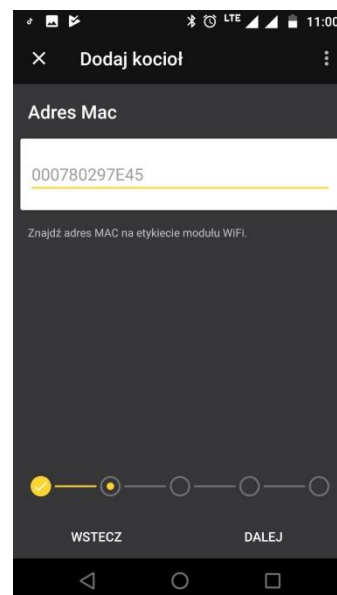 LTE 11:00
Dodaj kocioł
Adres Mac
000780297E45
Znajdź adres MAC na etykiecie modułu WiFi.
WSTECZ DALEJ